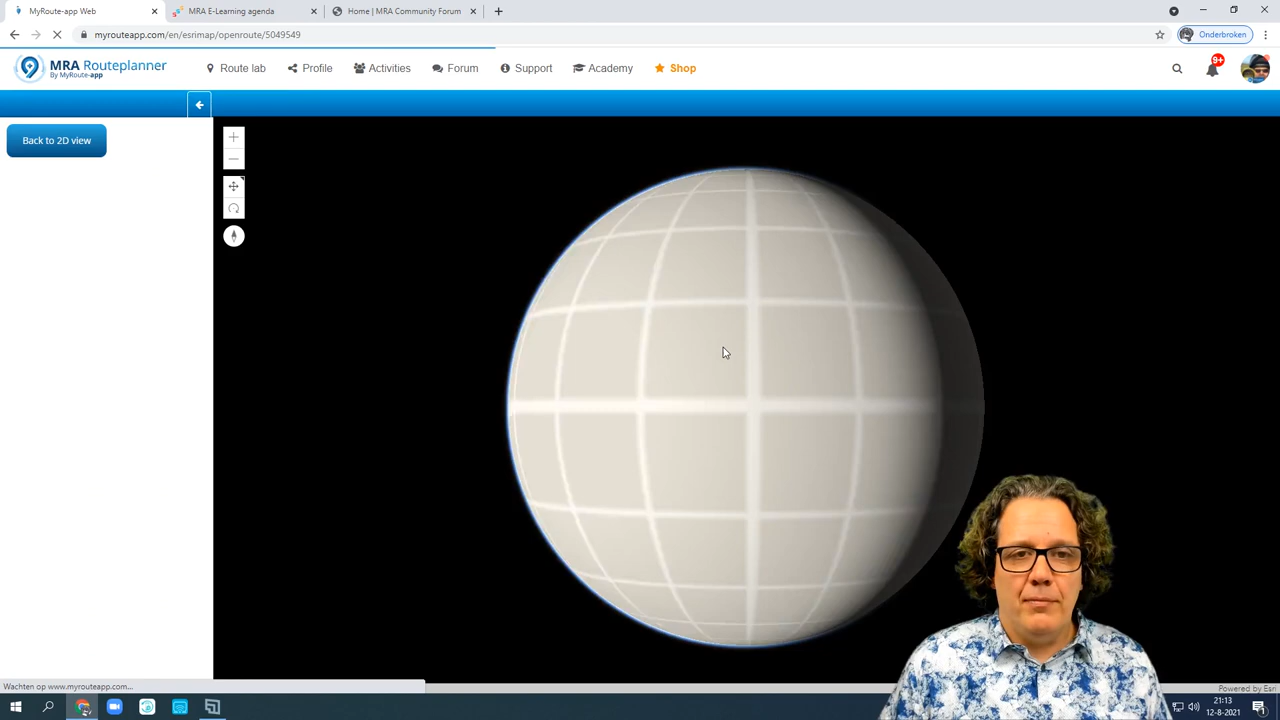 MyRoute-app Web
MRA E-Learning agenda
Home | MRA Community Forum
myrouteapp.com/en/esrimap/openroute/5049549
Onderbroken
MRA Routeplanner
By MyRoute-app
Route lab
Profile
Activities
Forum
Support
Academy
Shop
9+
Back to 2D view
Wachten op www.myrouteapp.com...
Powered by Esri
21:13
12-8-2021
1